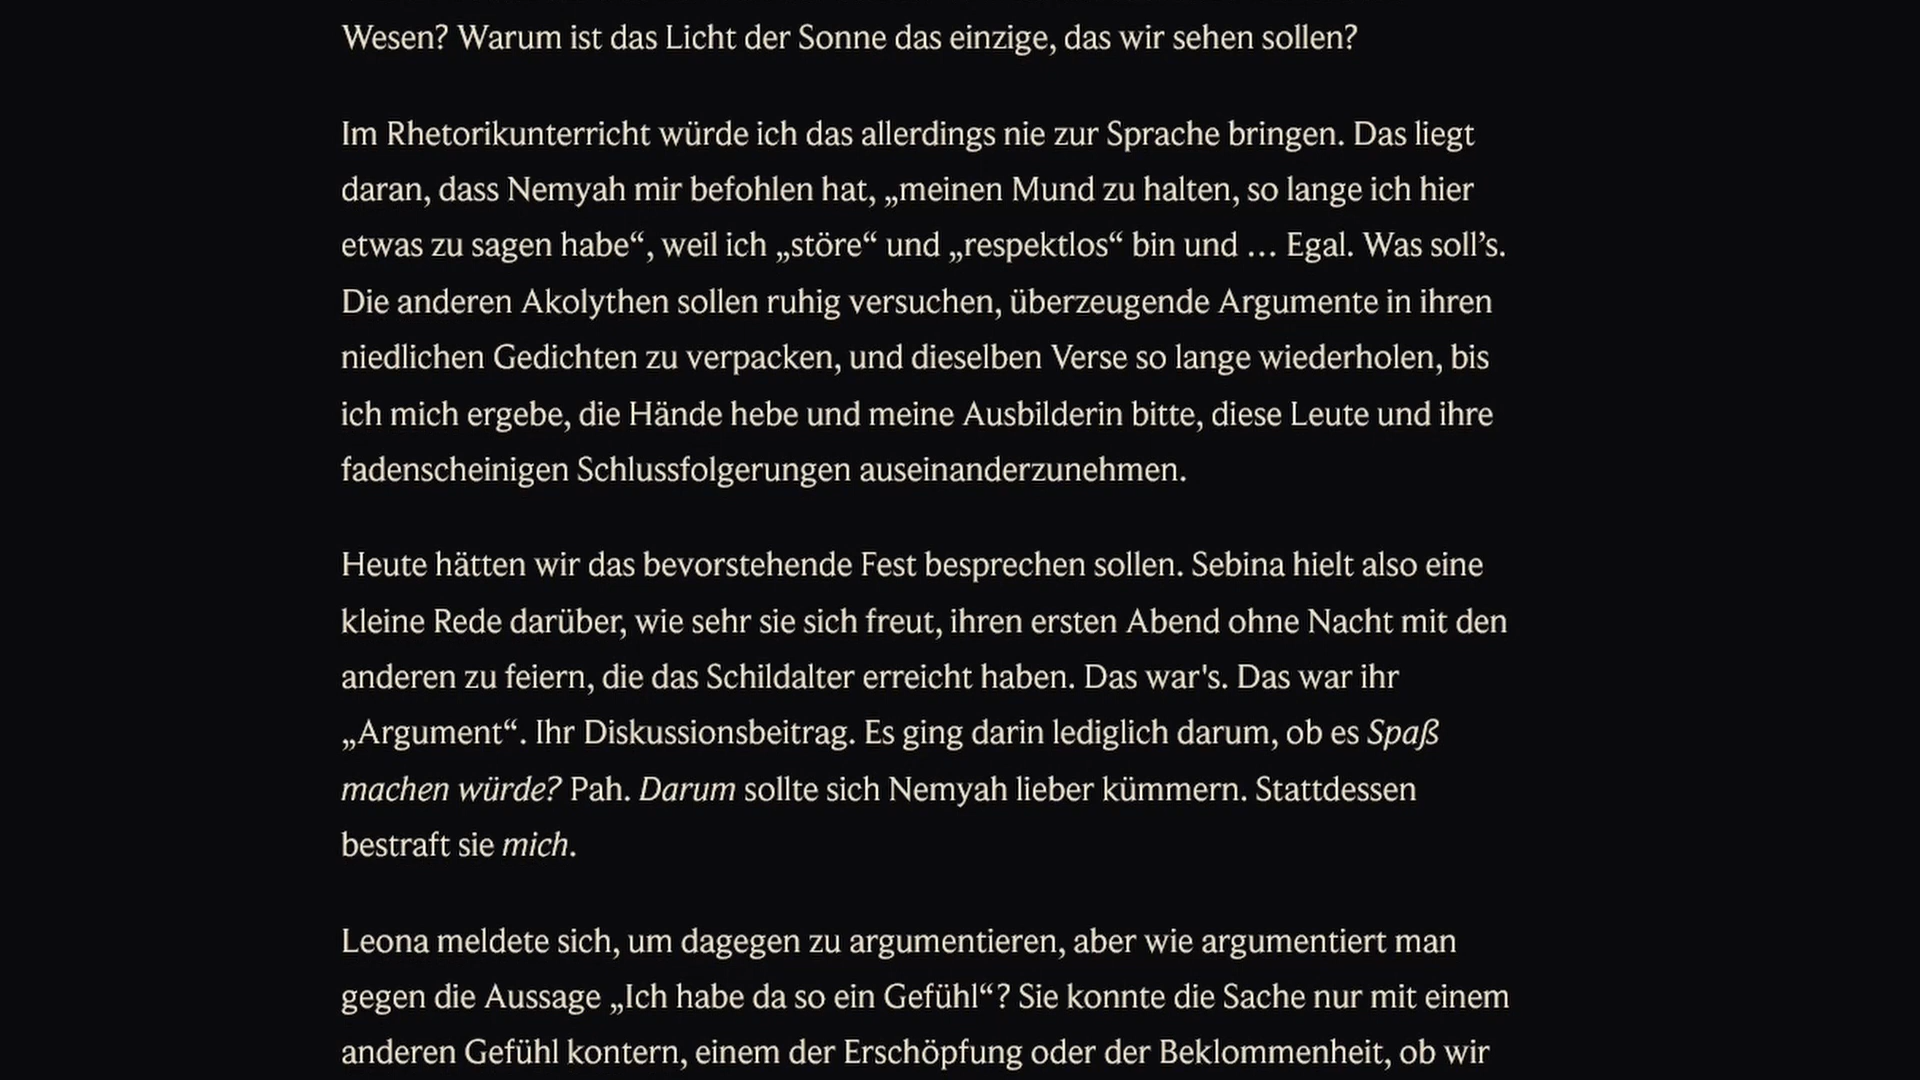 Wesen? Warum ist das Licht der Sonne das einzige, das wir sehen sollen?
Im Rhetorikunterricht würde ich das allerdings nie zur Sprache bringen. Das liegt
daran, dass Nemyah mir befohlen hat, „meinen Mund zu halten, so lange ich hier
etwas zu sagen habe“, weil ich „störe“ und „respektlos“ bin und … Egal. Was soll’s.
Die anderen Akolythen sollen ruhig versuchen, überzeugende Argumente in ihren
niedlichen Gedichten zu verpacken, und dieselben Verse so lange wiederholen, bis
ich mich ergebe, die Hände hebe und meine Ausbilderin bitte, diese Leute und ihre
fadenscheinigen Schlussfolgerungen auseinanderzunehmen.
Heute hätten wir das bevorstehende Fest besprechen sollen. Sebina hielt also eine
kleine Rede darüber, wie sehr sie sich freut, ihren ersten Abend ohne Nacht mit den
anderen zu feiern, die das Schildalter erreicht haben. Das war's. Das war ihr
„Argument“. Ihr Diskussionsbeitrag. Es ging darin lediglich darum, ob es Spaß
machen würde? Pah. Darum sollte sich Nemyah lieber kümmern. Stattdessen
bestraft sie mich.
Leona meldete sich, um dagegen zu argumentieren, aber wie argumentiert man
gegen die Aussage „Ich habe da so ein Gefühl“? Sie konnte die Sache nur mit einem
anderen Gefühl kontern, einem der Erschöpfung oder der Beklommenheit, ob wir